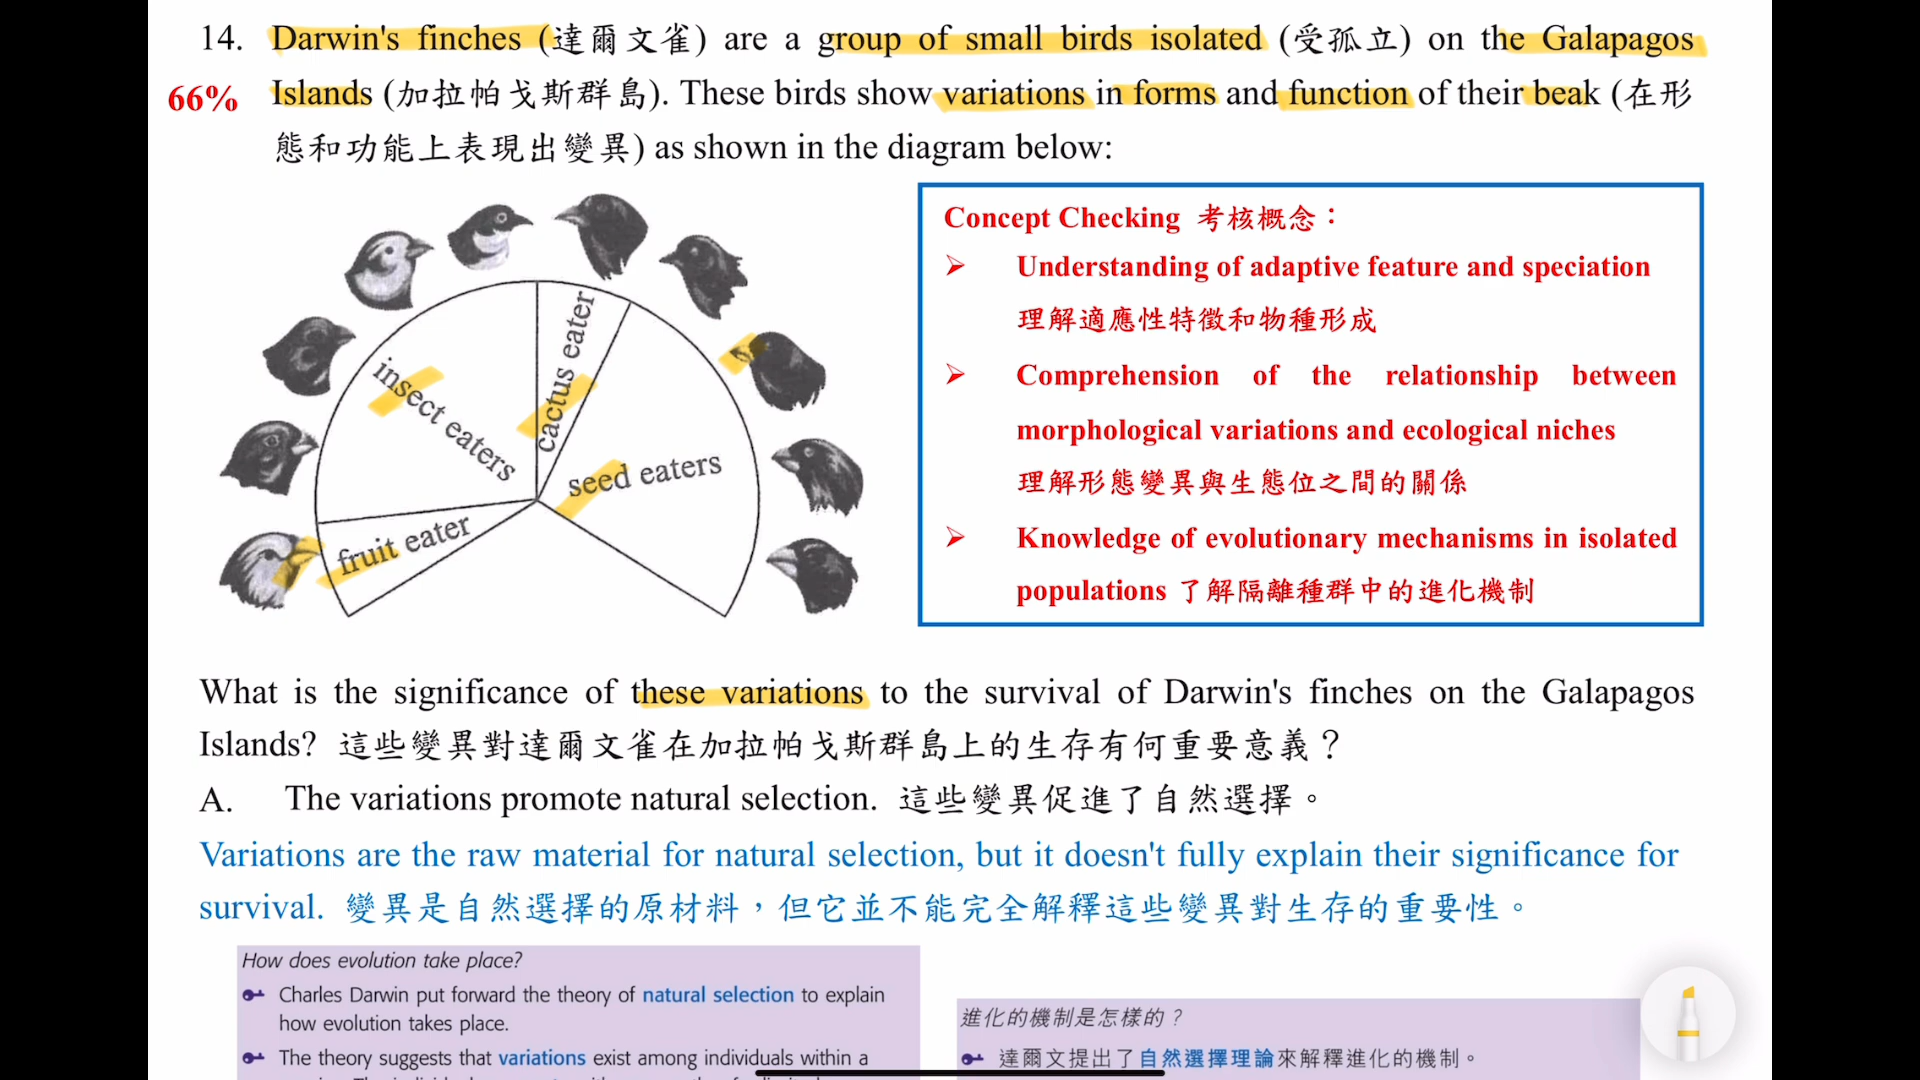 14. Darwin's finches (達爾文雀) are a group of small birds isolated (受孤立) on the Galapagos
66% Islands (加拉帕戈斯群島). These birds show variations in forms and function of their beak (在形
態和功能上表現出變異) as shown in the diagram below:
insect eaters
cactus eater
seed eaters
fruit eater
Concept Checking 考核概念：
➢ Understanding of adaptive feature and speciation
理解適應性特徵和物種形成
➢ Comprehension of the relationship between
morphological variations and ecological niches
理解形態變異與生態位之間的關係
➢ Knowledge of evolutionary mechanisms in isolated
populations 了解隔離種群中的進化機制
What is the significance of these variations to the survival of Darwin's finches on the Galapagos
Islands? 這些變異對達爾文雀在加拉帕戈斯群島上的生存有何重要意義？
A. The variations promote natural selection. 這些變異促進了自然選擇。
Variations are the raw material for natural selection, but it doesn't fully explain their significance for
survival. 變異是自然選擇的原材料，但它並不能完全解釋這些變異對生存的重要性。
How does evolution take place?
Charles Darwin put forward the theory of natural selection to explain
how evolution takes place.
The theory suggests that variations exist among individuals within a
進化的機制是怎樣的？
達爾文提出了自然選擇理論來解釋進化的機制。